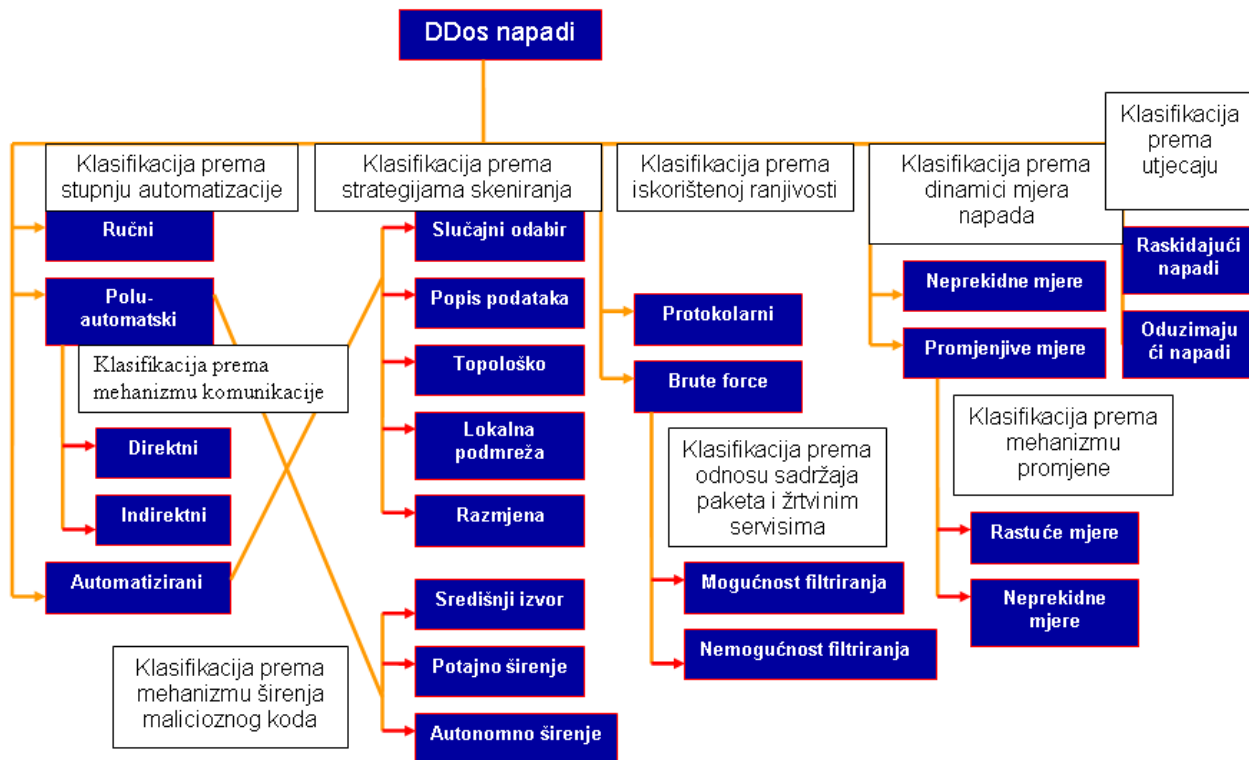 DDos napadi
Klasifikacija prema
stupnju automatizacije
Ručni
Polu-
automatski
Klasifikacija prema
mehanizmu komunikacije
Direktni
Indirektni
Automatizirani
Klasifikacija prema
mehanizmu širenja
malicioznog koda
Klasifikacija prema
strategijama skeniranja
Slučajni odabir
Popis podataka
Topološko
Lokalna
podmreža
Razmjena
Središnji izvor
Potajno širenje
Autonomno širenje
Klasifikacija prema
iskorištenoj ranjivosti
Protokolarni
Brute force
Klasifikacija prema
odnosu sadržaja
paketa i žrtvinim
servisima
Mogućnost filtriranja
Nemogućnost filtriranja
Klasifikacija prema
dinamici mjera
napada
Neprekidne mjere
Promjenjive mjere
Klasifikacija prema
mehanizmu
promjene
Rastuće mjere
Neprekidne
mjere
Klasifikacija
prema
utjecaju
Raskidajući
napadi
Oduzimaju
ći napadi